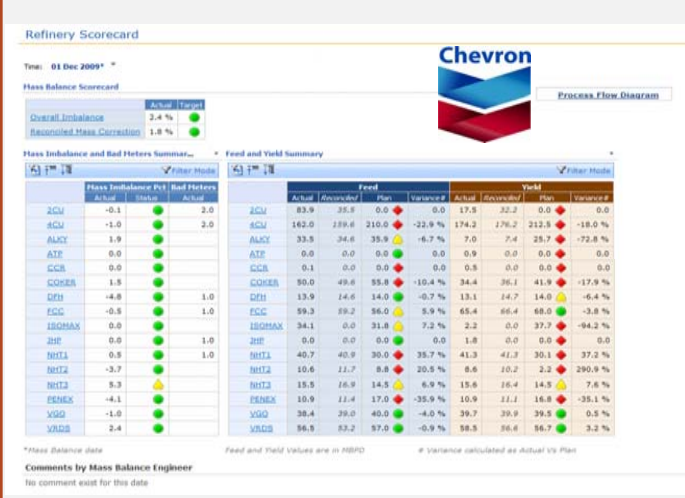 Refinery Scorecard
Time: 01 Dec 2009*
Chevron
Mass Balance Scorecard
Process Flow Diagram
Actual Target
Overall Imbalance 2.4 %
Reconciled Mass Correction 1.8 %
Mass Imbalance and Bad Meters Summar... Feed and Yield Summary
Filter Mode Filter Mode
Mass Imbalance Pct Bad Meters Feed Yield
Actual Status Actual Actual Reconciled Plan Variance# Actual Reconciled Plan Variance#
2CU -0.1 2.0 2CU 83.9 35.5 0.0 0.0 17.5 32.2 0.0 0.0
4CU -1.0 2.0 4CU 162.0 159.6 210.0 -22.9 % 174.2 176.2 212.5 -18.0 %
ALKY 1.9 ALKY 33.5 34.6 35.9 -6.7 % 7.0 7.4 25.7 -72.8 %
ATP 0.0 ATP 0.0 0.0 0.0 0.0 0.9 0.0 0.0 0.0
CCR 0.0 CCR 0.1 0.0 0.0 0.0 0.5 0.0 0.0 0.0
COKER 1.5 COKER 50.0 49.6 55.8 -10.4 % 34.4 36.1 41.9 -17.9 %
DFH -4.8 1.0 DFH 13.9 14.6 14.0 -0.7 % 13.1 14.7 14.0 -6.4 %
FCC -0.5 1.0 FCC 59.3 59.2 56.0 5.9 % 65.4 66.4 68.0 -3.8 %
ISOMAX 0.0 ISOMAX 34.1 0.0 31.8 7.2 % 2.2 0.0 37.7 -94.2 %
JHF 0.0 1.0 JHF 0.0 0.0 0.0 0.0 1.8 0.0 0.0 0.0
NHT1 0.5 1.0 NHT1 40.7 40.9 30.0 35.7 % 41.3 41.3 30.1 37.2 %
NHT2 -3.7 NHT2 10.6 11.7 8.8 20.5 % 8.6 10.2 2.2 290.9 %
NHT3 5.3 NHT3 15.5 16.9 14.5 6.9 % 15.6 16.4 14.5 7.6 %
PENEX -4.1 PENEX 10.9 11.4 17.0 -35.9 % 10.9 11.1 16.8 -35.1 %
VGO -1.0 VGO 38.4 39.0 40.0 -4.0 % 39.7 39.9 39.5 0.5 %
VRDS 2.4 VRDS 56.5 53.2 57.0 -0.9 % 58.5 56.6 56.7 3.2 %
*Mass Balance date Feed and Yield Values are in MBPD # Variance calculated as Actual Vs Plan
Comments by Mass Balance Engineer
No comment exist for this date